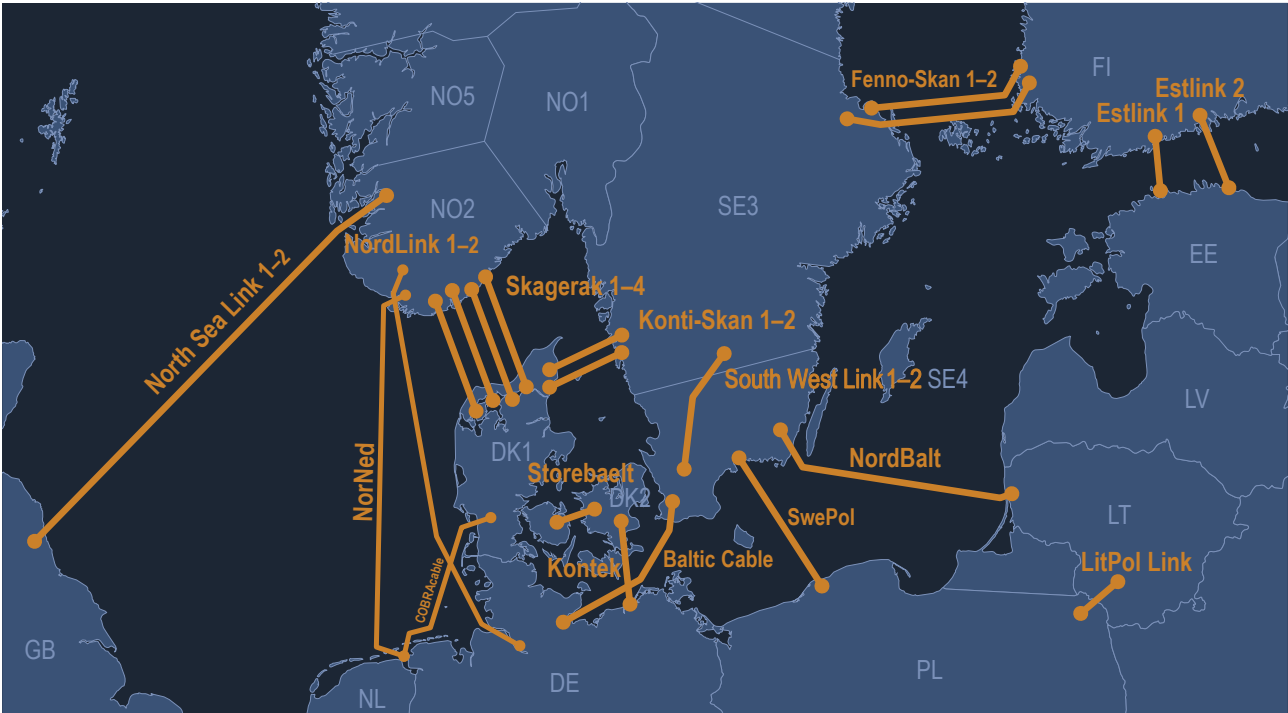 Fenno-Skan 1–2
FI
Estlink 2
Estlink 1
NO5
NO1
NO2
SE3
NordLink 1–2
EE
North Sea Link 1–2
Skagerak 1–4
Konti-Skan 1–2
South West Link 1–2
SE4
LV
DK1
NorNed
Storebaelt
DK2
NordBalt
SwePol
LT
Kontek
Baltic Cable
LitPol Link
COBRAcable
GB
NL
DE
PL